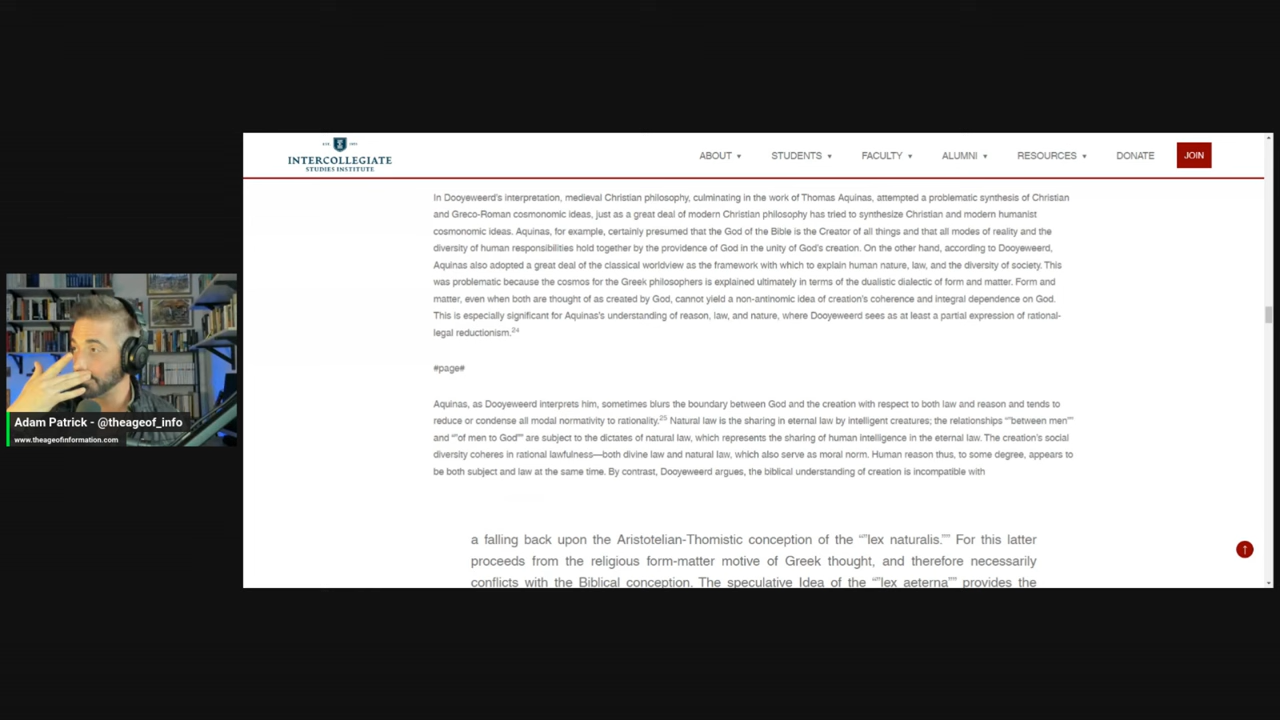 INTERCOLLEGIATE
STUDIES INSTITUTE
ABOUT ▾
STUDENTS ▾
FACULTY ▾
ALUMNI ▾
RESOURCES ▾
DONATE
JOIN
In Dooyeweerd's interpretation, medieval Christian philosophy, culminating in the work of Thomas Aquinas, attempted a problematic synthesis of Christian
and Greco-Roman cosmonomic ideas, just as a great deal of modern Christian philosophy has tried to synthesize Christian and modern humanist
cosmonomic ideas. Aquinas, for example, certainly presumed that the God of the Bible is the Creator of all things and that all modes of reality and the
diversity of human responsibilities hold together by the providence of God in the unity of God's creation. On the other hand, according to Dooyeweerd,
Aquinas also adopted a great deal of the classical worldview as the framework with which to explain human nature, law, and the diversity of society. This
was problematic because the cosmos for the Greek philosophers is explained ultimately in terms of the dualistic dialectic of form and matter. Form and
matter, even when both are thought of as created by God, cannot yield a non-antinomic idea of creation's coherence and integral dependence on God.
This is especially significant for Aquinas's understanding of reason, law, and nature, where Dooyeweerd sees as at least a partial expression of rational-
legal reductionism.24
#page#
Aquinas, as Dooyeweerd interprets him, sometimes blurs the boundary between God and the creation with respect to both law and reason and tends to
reduce or condense all modal normativity to rationality.25 Natural law is the sharing in eternal law by intelligent creatures; the relationships "“between men”"
and "“of men to God”" are subject to the dictates of natural law, which represents the sharing of human intelligence in the eternal law. The creation's social
diversity coheres in rational lawfulness—both divine law and natural law, which also serve as moral norm. Human reason thus, to some degree, appears to
be both subject and law at the same time. By contrast, Dooyeweerd argues, the biblical understanding of creation is incompatible with
a falling back upon the Aristotelian-Thomistic conception of the "“lex naturalis.”" For this latter
proceeds from the religious form-matter motive of Greek thought, and therefore necessarily
conflicts with the Biblical conception. The speculative Idea of the "“lex aeterna”" provides the
Adam Patrick - @theageof_info
www.theageofinformation.com